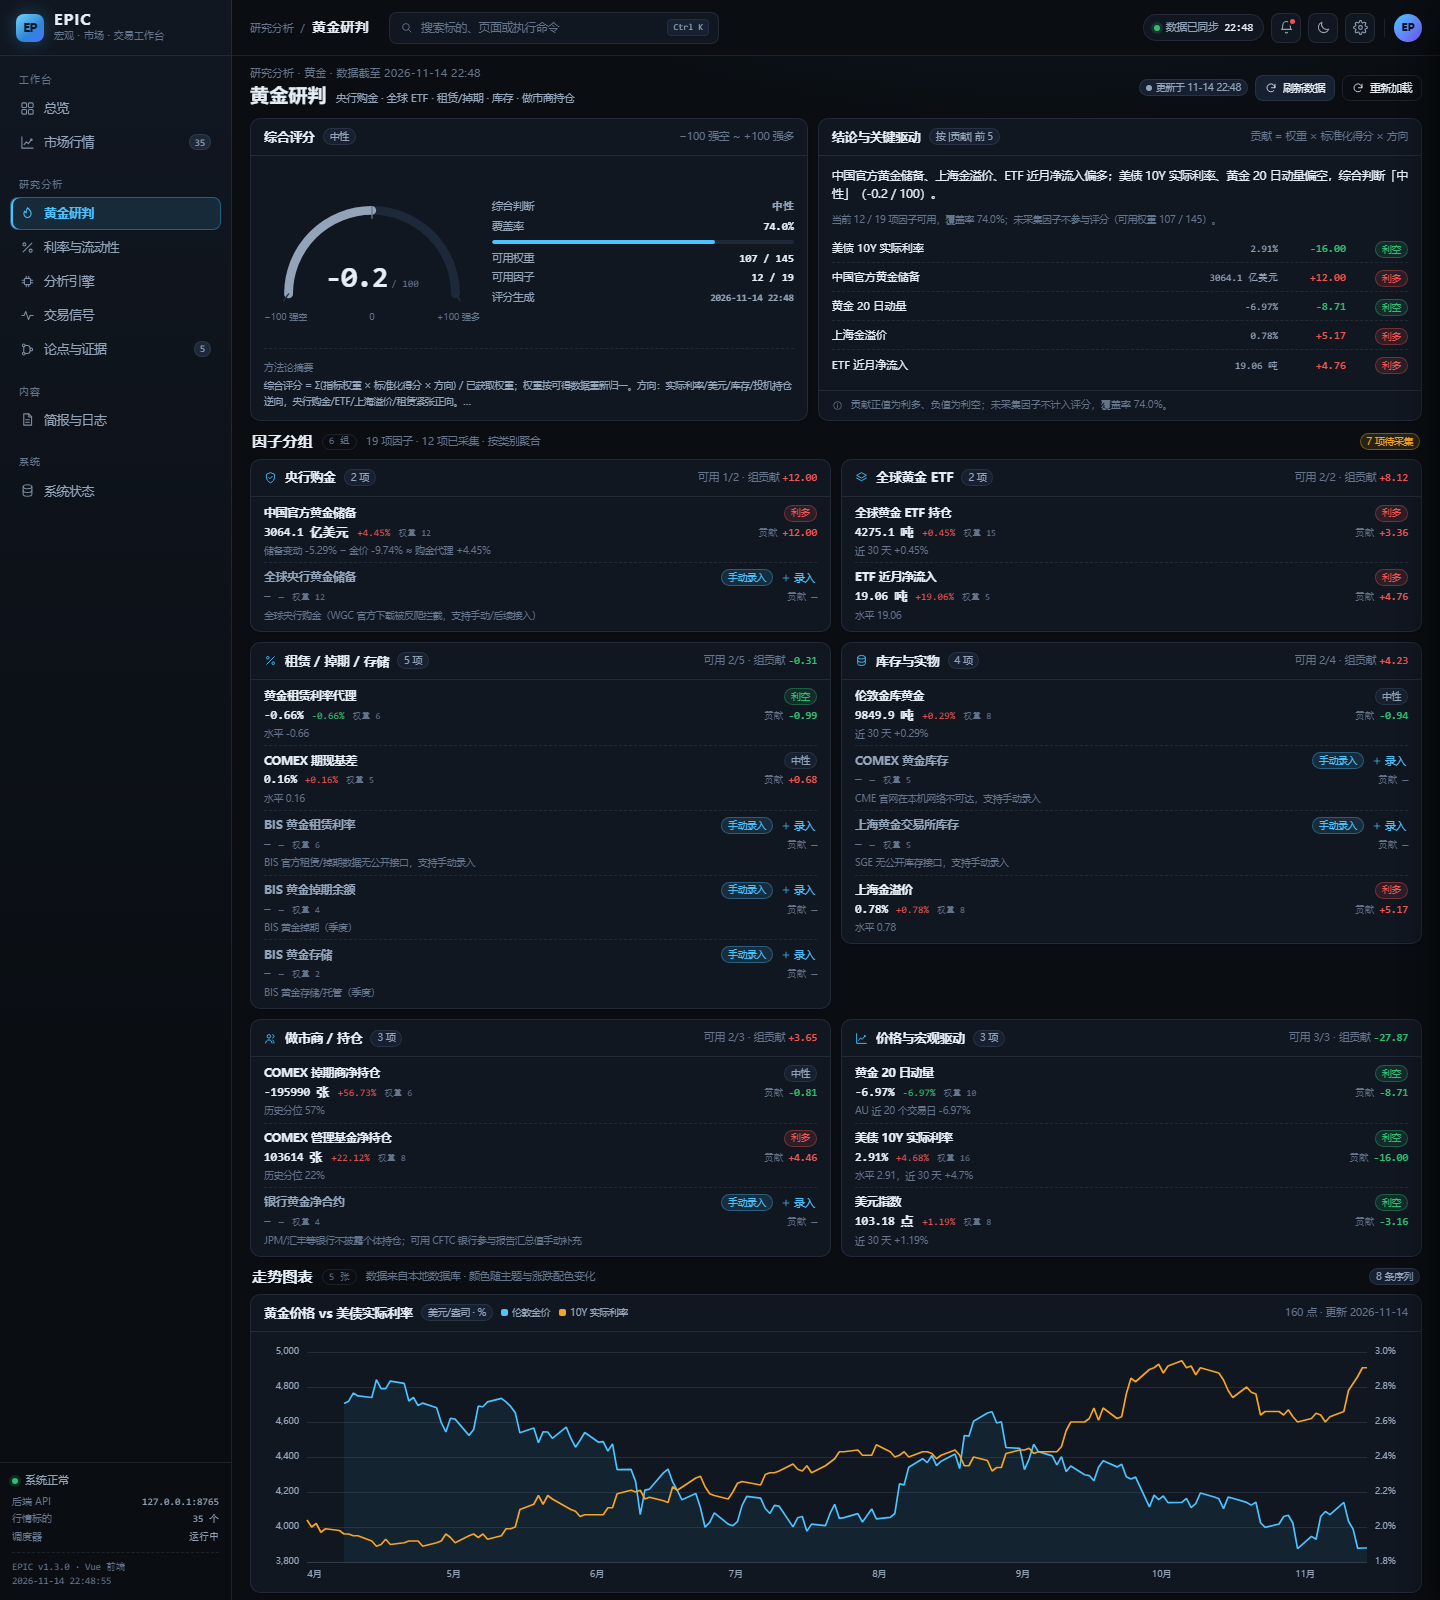 EP
EPIC
宏观 · 市场 · 交易工作台
工作台
总览
市场行情 35
研究分析
黄金研判
利率与流动性
分析引擎
交易信号
论点与证据 5
内容
简报与日志
系统
系统状态
系统正常
后端 API 127.0.0.1:8765
行情标的 35 个
调度器 运行中
EPIC v1.3.0 · Vue 前端
2026-11-14 22:48:55
研究分析 / 黄金研判
搜索标的、页面或执行命令 Ctrl K
数据已同步 22:48
EP
研究分析 · 黄金 · 数据截至 2026-11-14 22:48
黄金研判 央行购金 · 全球 ETF · 租赁/掉期 · 库存 · 做市商持仓
更新于 11-14 22:48 刷新数据 重新加载
综合评分 中性 −100 强空 ~ +100 强多
-0.2 / 100
−100 强空 0 +100 强多
综合判断 中性
覆盖率 74.0%
可用权重 107 / 145
可用因子 12 / 19
评分生成 2026-11-14 22:48
方法论摘要
综合评分 = Σ(指标权重 × 标准化得分 × 方向) / 已获取权重；权重按可得数据重新归一。方向：实际利率/美元/库存/投机持仓
逆向，央行购金/ETF/上海溢价/租赁紧张正向。...
结论与关键驱动 按 |贡献| 前 5 贡献 = 权重 × 标准化得分 × 方向
中国官方黄金储备、上海金溢价、ETF 近月净流入偏多；美债 10Y 实际利率、黄金 20 日动量偏空，综合判断「中
性」（-0.2 / 100）。
当前 12 / 19 项因子可用，覆盖率 74.0%；未采集因子不参与评分（可用权重 107 / 145）。
美债 10Y 实际利率 2.91% -16.00 利空
中国官方黄金储备 3064.1 亿美元 +12.00 利多
黄金 20 日动量 -6.97% -8.71 利空
上海金溢价 0.78% +5.17 利多
ETF 近月净流入 19.06 吨 +4.76 利多
贡献正值为利多、负值为利空；未采集因子不计入评分，覆盖率 74.0%。
因子分组 6 组 19 项因子 · 12 项已采集 · 按类别聚合 7 项待采集
央行购金 2 项 可用 1/2 · 组贡献 +12.00
中国官方黄金储备 利多
3064.1 亿美元 +4.45% 权重 12 贡献 +12.00
储备变动 -5.29% − 金价 -9.74% ≈ 购金代理 +4.45%
全球央行黄金储备 手动录入 + 录入
— — 权重 12 贡献 —
全球央行购金（WGC 官方下载被反爬拦截，支持手动/后续接入）
全球黄金 ETF 2 项 可用 2/2 · 组贡献 +8.12
全球黄金 ETF 持仓 利多
4275.1 吨 +0.45% 权重 15 贡献 +3.36
近 30 天 +0.45%
ETF 近月净流入 利多
19.06 吨 +19.06% 权重 5 贡献 +4.76
水平 19.06
租赁 / 掉期 / 存储 5 项 可用 2/5 · 组贡献 -0.31
黄金租赁利率代理 利空
-0.66% -0.66% 权重 6 贡献 -0.99
水平 -0.66
COMEX 期现基差 中性
0.16% +0.16% 权重 5 贡献 +0.68
水平 0.16
BIS 黄金租赁利率 手动录入 + 录入
— — 权重 6 贡献 —
BIS 官方租赁/掉期数据无公开接口，支持手动录入
BIS 黄金掉期余额 手动录入 + 录入
— — 权重 4 贡献 —
BIS 黄金掉期（季度）
BIS 黄金存储 手动录入 + 录入
— — 权重 2 贡献 —
BIS 黄金存储/托管（季度）
库存与实物 4 项 可用 2/4 · 组贡献 +4.23
伦敦金库黄金 中性
9849.9 吨 +0.29% 权重 8 贡献 -0.94
近 30 天 +0.29%
COMEX 黄金库存 手动录入 + 录入
— — 权重 5 贡献 —
CME 官网在本机网络不可达，支持手动录入
上海黄金交易所库存 手动录入 + 录入
— — 权重 5 贡献 —
SGE 无公开库存接口，支持手动录入
上海金溢价 利多
0.78% +0.78% 权重 8 贡献 +5.17
水平 0.78
做市商 / 持仓 3 项 可用 2/3 · 组贡献 +3.65
COMEX 掉期商净持仓 中性
-195990 张 +56.73% 权重 6 贡献 -0.81
历史分位 57%
COMEX 管理基金净持仓 利多
103614 张 +22.12% 权重 8 贡献 +4.46
历史分位 22%
银行黄金净合约 手动录入 + 录入
— — 权重 4 贡献 —
JPM/汇丰等银行不披露个体持仓；可用 CFTC 银行参与报告汇总值手动补充
价格与宏观驱动 3 项 可用 3/3 · 组贡献 -27.87
黄金 20 日动量 利空
-6.97% -6.97% 权重 10 贡献 -8.71
AU 近 20 个交易日 -6.97%
美债 10Y 实际利率 利空
2.91% +4.68% 权重 16 贡献 -16.00
水平 2.91，近 30 天 +4.7%
美元指数 利空
103.18 点 +1.19% 权重 8 贡献 -3.16
近 30 天 +1.19%
走势图表 5 张 数据来自本地数据库 · 颜色随主题与涨跌配色变化 8 条序列
黄金价格 vs 美债实际利率 美元/盎司 · % 伦敦金价 10Y 实际利率 160 点 · 更新 2026-11-14
5,000 3.0%
4,800 2.8%
4,600 2.6%
4,400 2.4%
4,200 2.2%
4,000 2.0%
3,800 1.8%
4月 5月 6月 7月 8月 9月 10月 11月